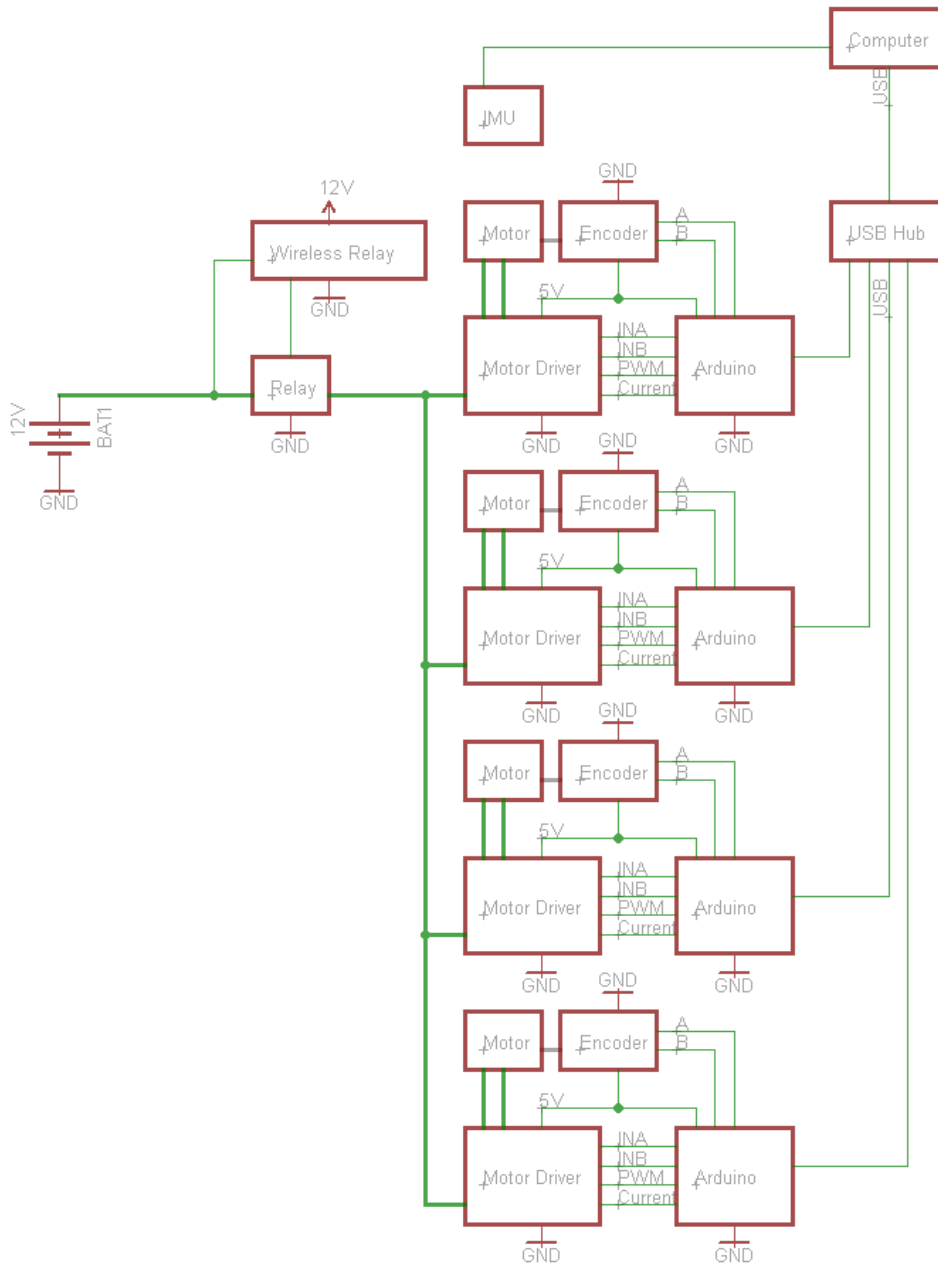 Computer
USB
IMU
12V
Wireless Relay
GND
Relay
GND
12V
BAT1
GND
USB Hub
USB
GND
Motor
Encoder
A
B
5V
INA
INB
PWM
Current
Motor Driver
Arduino
GND
GND
GND
Motor
Encoder
A
B
5V
INA
INB
PWM
Current
Motor Driver
Arduino
GND
GND
GND
Motor
Encoder
A
B
5V
INA
INB
PWM
Current
Motor Driver
Arduino
GND
GND
GND
Motor
Encoder
A
B
5V
INA
INB
PWM
Current
Motor Driver
Arduino
GND
GND